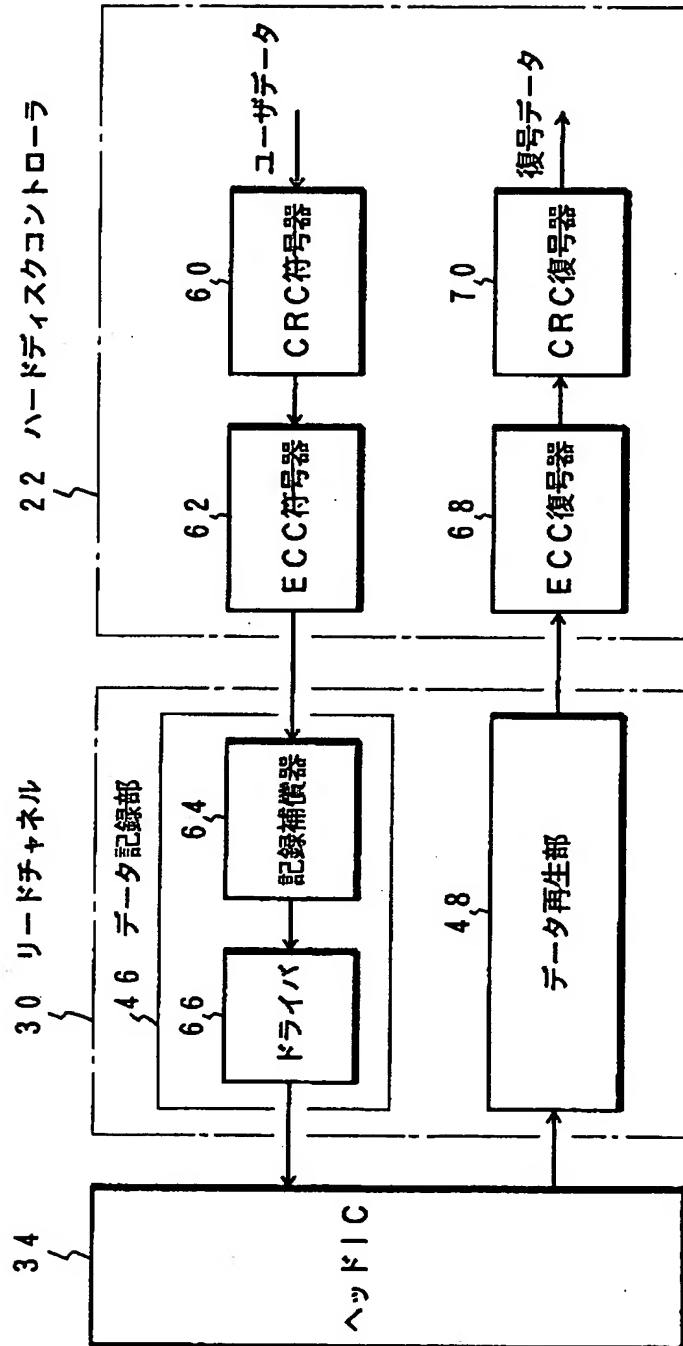 22 ハードディスクコントローラ
ユーザデータ
60
CRC符号器
62
ECC符号器
復号データ
70
CRC復号器
68
ECC復号器
30 リードチャネル
46 データ記録部
64
記録補償器
66
ドライバ
48
データ再生部
34
ヘッドIC